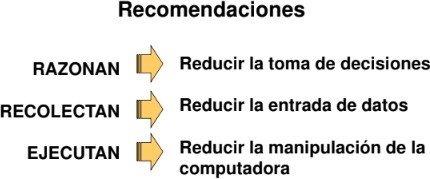 Recomendaciones
RAZONAN Reducir la toma de decisiones
RECOLECTAN Reducir la entrada de datos
EJECUTAN Reducir la manipulación de la
computadora